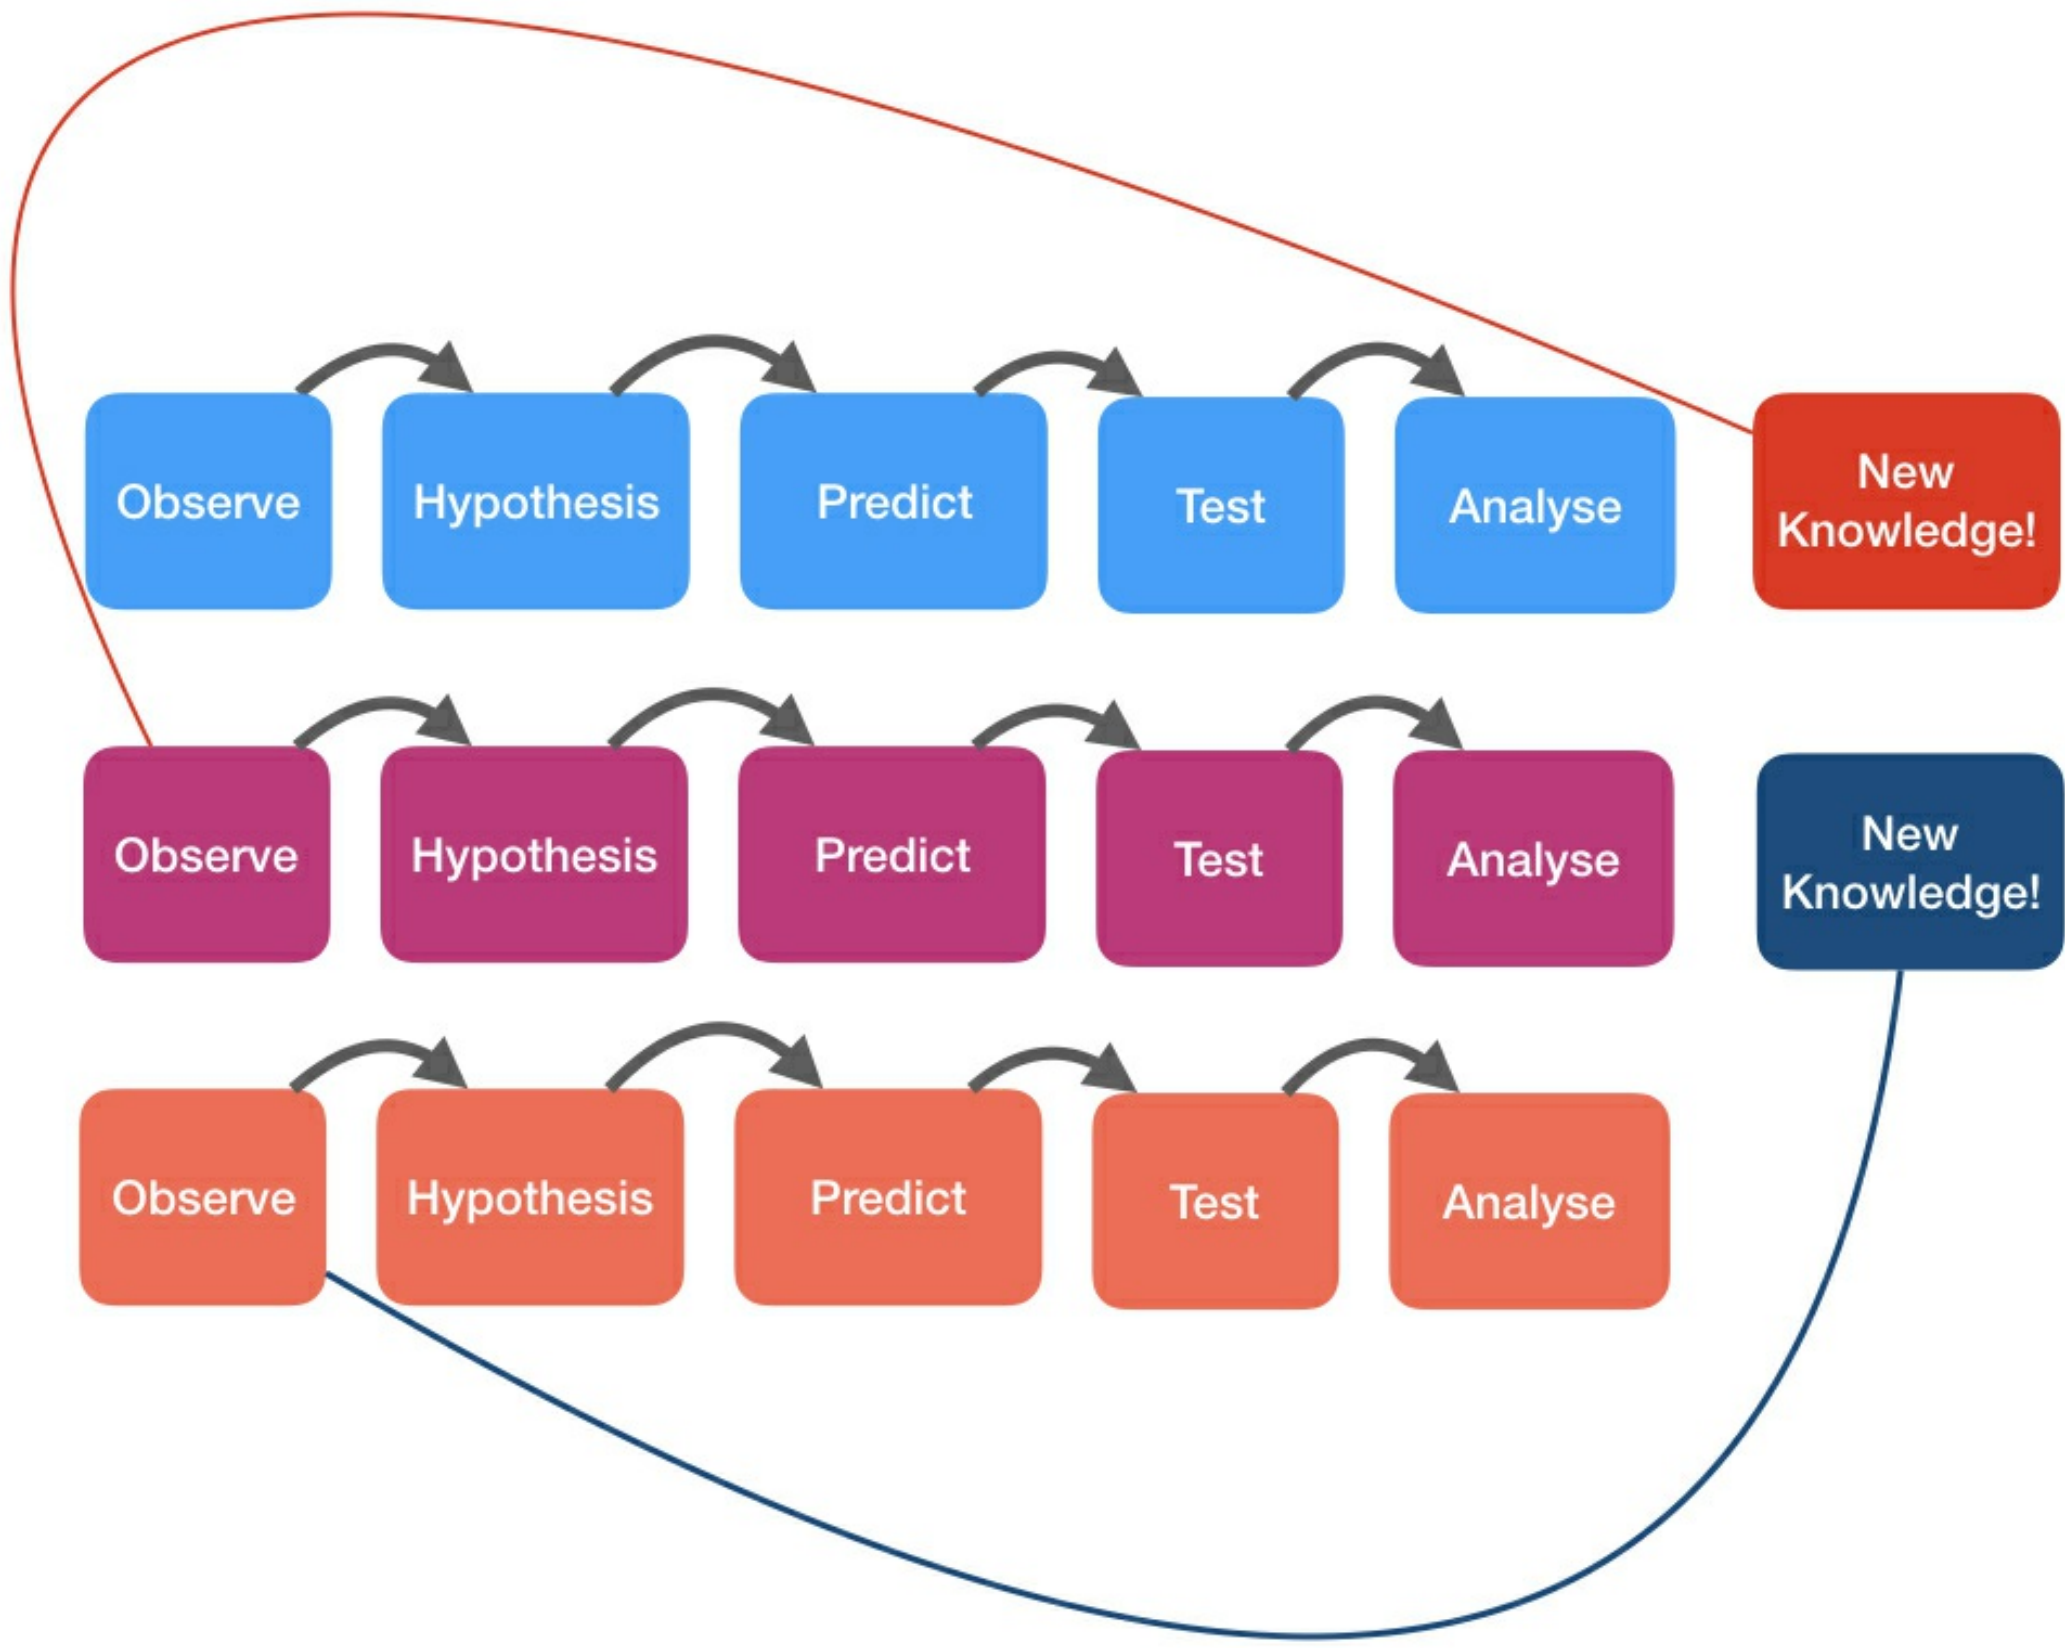 Observe
Hypothesis
Predict
Test
Analyse
New
Knowledge!
Observe
Hypothesis
Predict
Test
Analyse
New
Knowledge!
Observe
Hypothesis
Predict
Test
Analyse